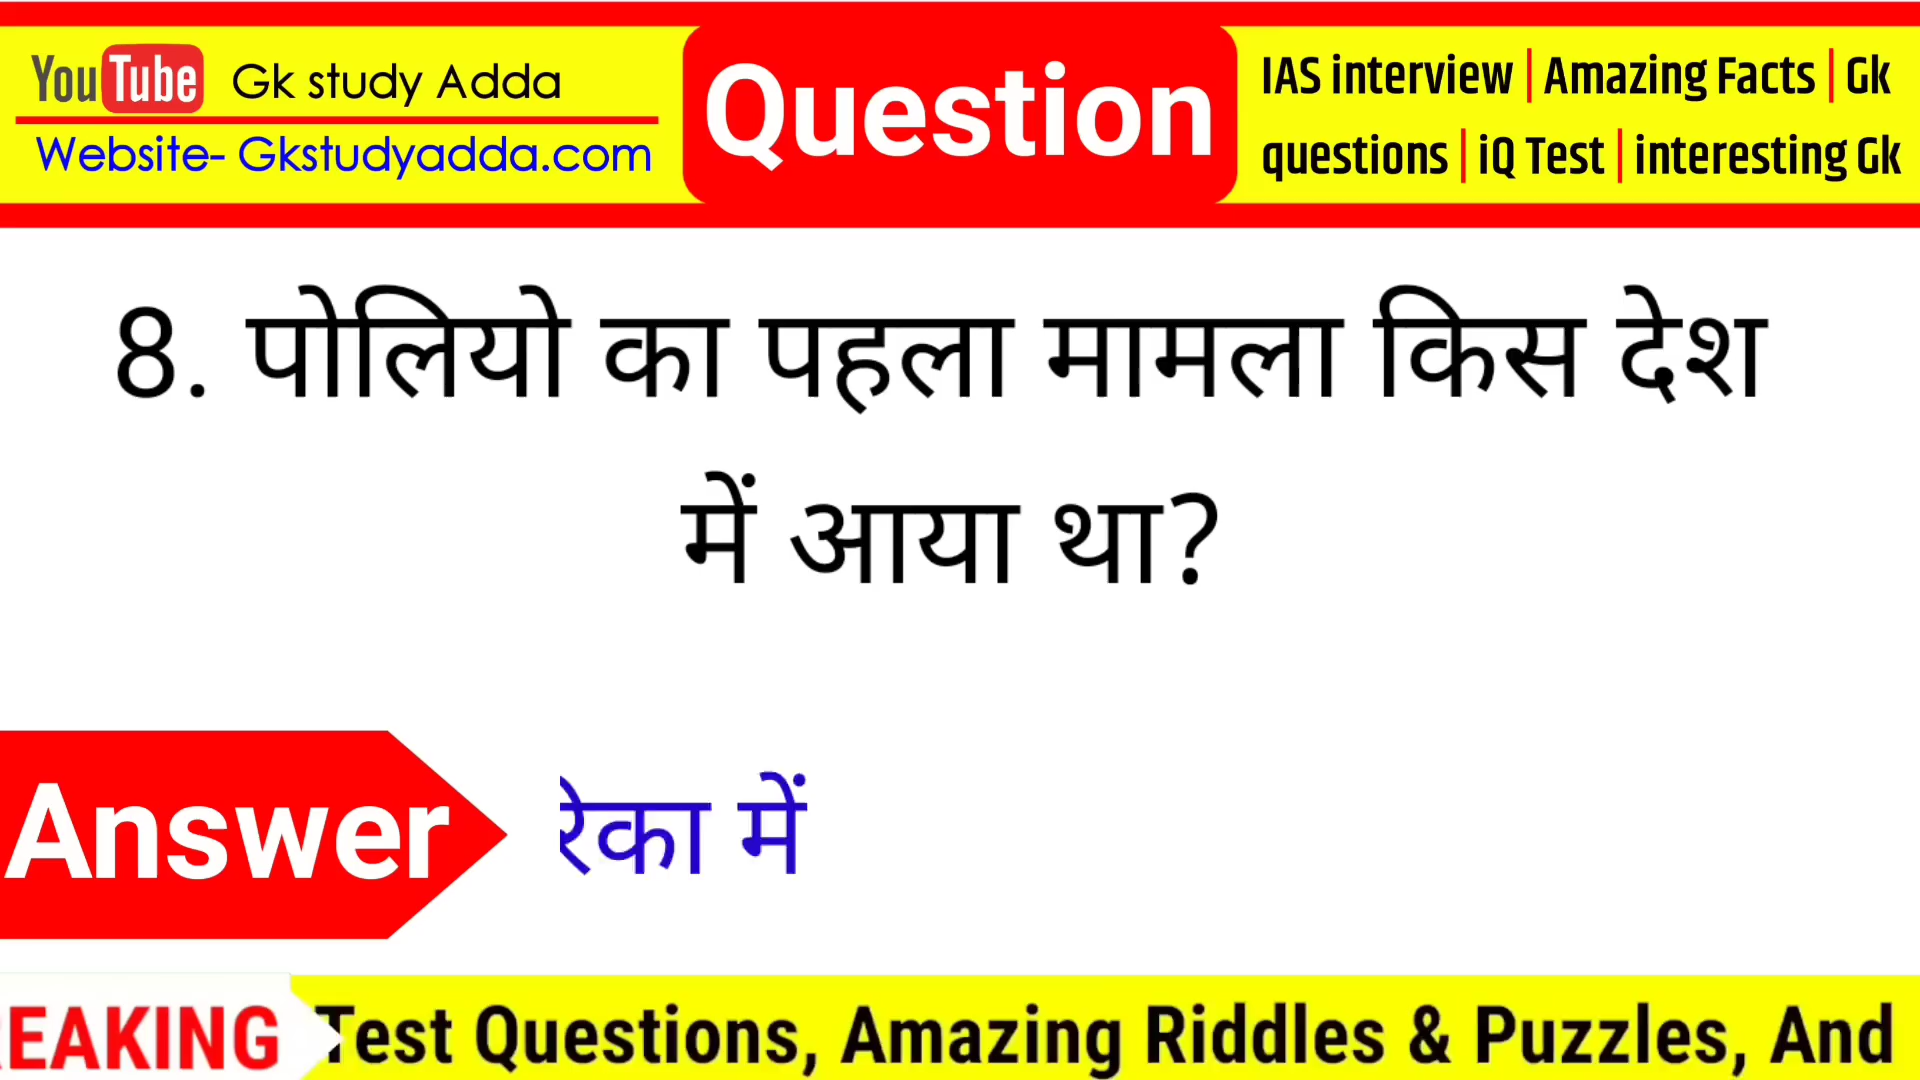 YouTube Gk study Adda
Website- Gkstudyadda.com
Question
IAS interview | Amazing Facts | Gk
questions | iQ Test | interesting Gk
8. पोलियो का पहला मामला किस देश
में आया था?
Answer
रेका में
EAKING Test Questions, Amazing Riddles & Puzzles, And